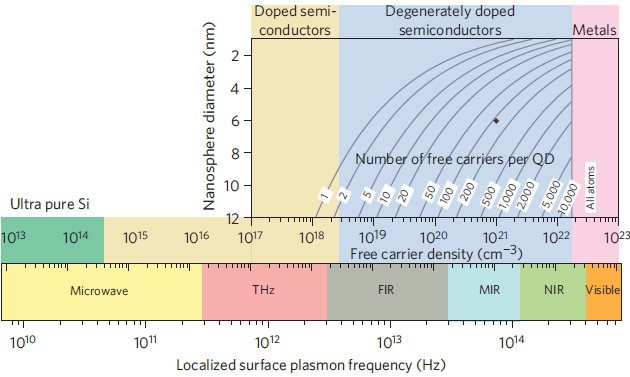 Doped semi-
conductors
Degenerately doped
semiconductors
Metals
Nanosphere diameter (nm)
2
4
6
8
10
12
Number of free carriers per QD
1
2
5
10
20
50
100
200
500
1,000
2,000
5,000
10,000
All atoms
Ultra pure Si
10¹³ 10¹⁴ 10¹⁵ 10¹⁶ 10¹⁷ 10¹⁸ 10¹⁹ 10²⁰ 10²¹ 10²² 10²³
Free carrier density (cm⁻³)
Microwave THz FIR MIR NIR Visible
10¹⁰ 10¹¹ 10¹² 10¹³ 10¹⁴
Localized surface plasmon frequency (Hz)